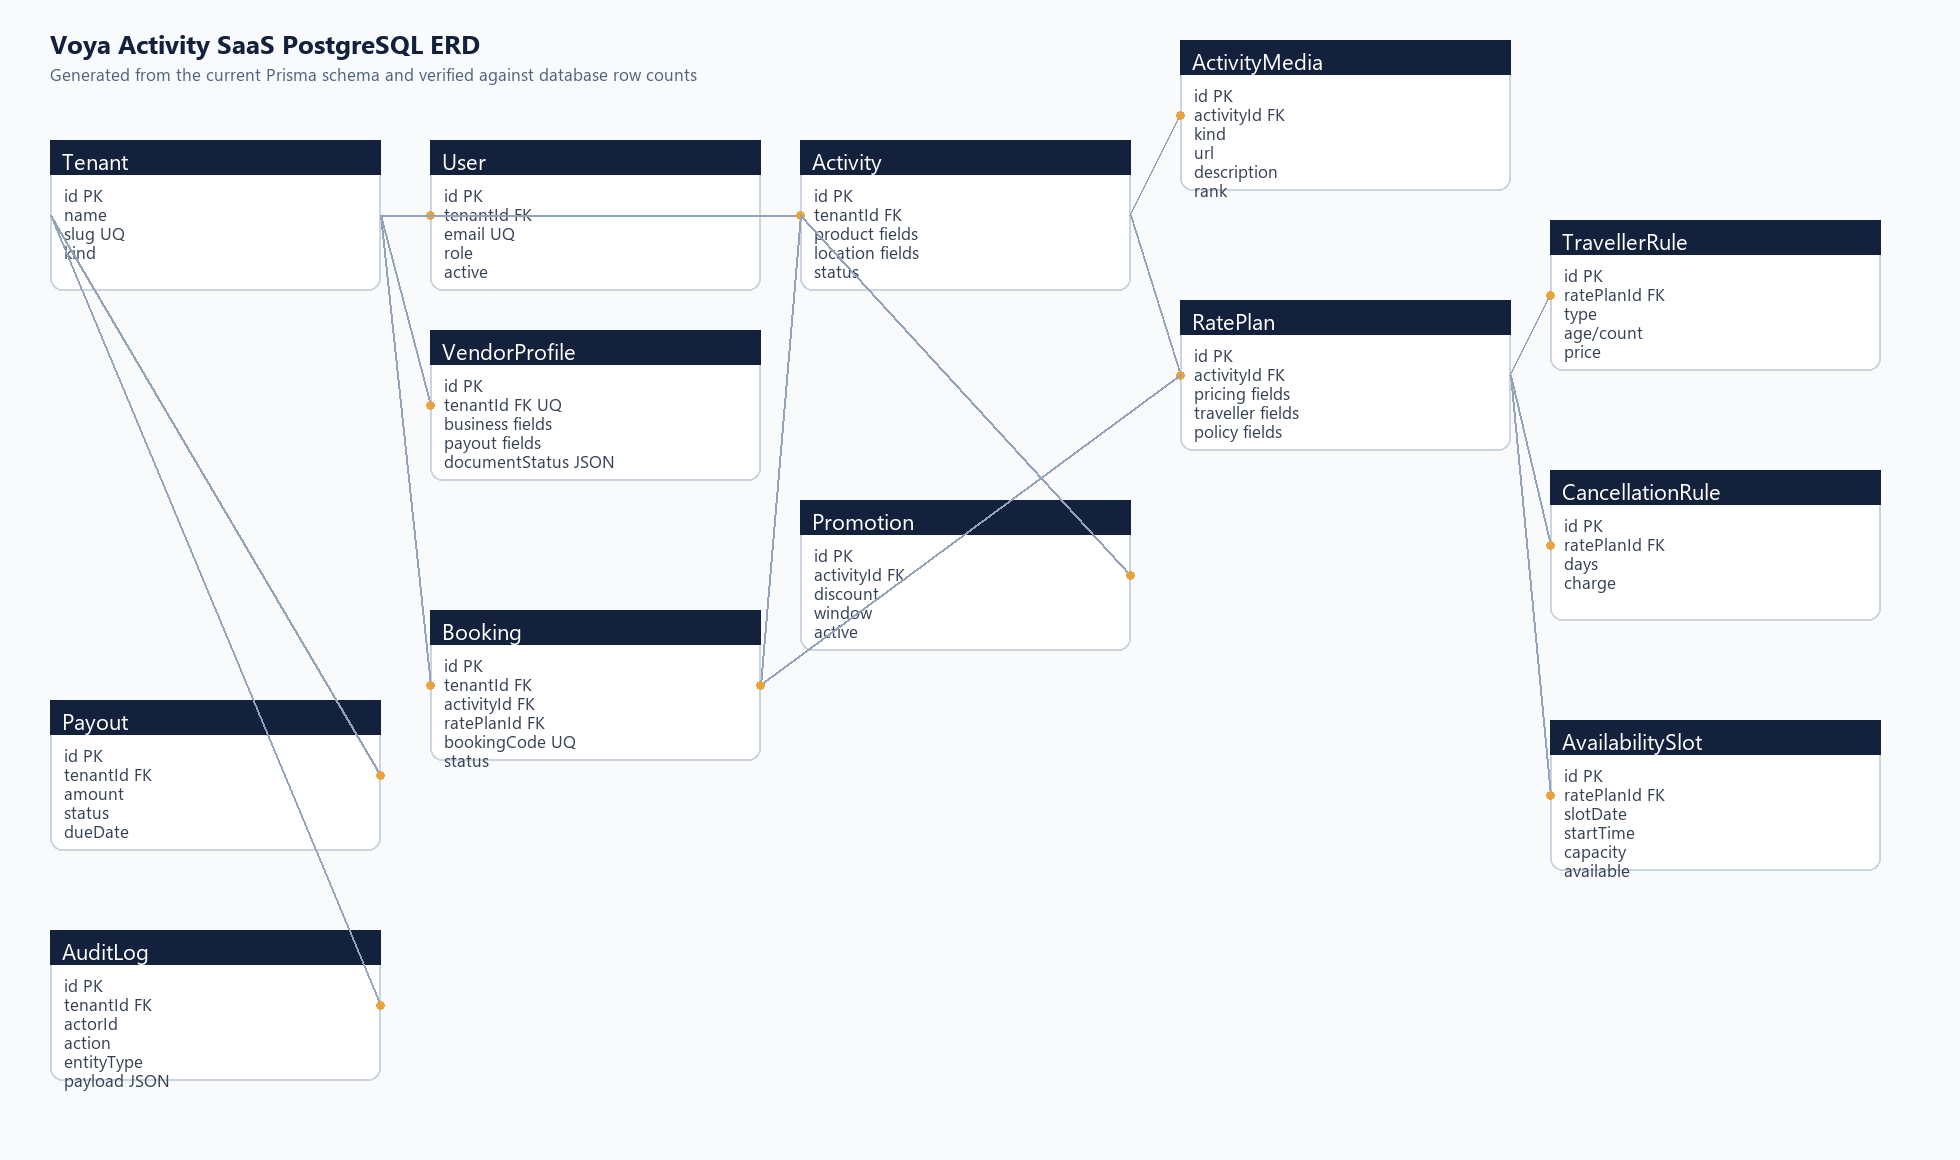 Voya Activity SaaS PostgreSQL ERD
Generated from the current Prisma schema and verified against database row counts
Tenant
id PK
name
slug UQ
kind
User
id PK
tenantId FK
email UQ
role
active
Activity
id PK
tenantId FK
product fields
location fields
status
ActivityMedia
id PK
activityId FK
kind
url
description
rank
TravellerRule
id PK
ratePlanId FK
type
age/count
price
VendorProfile
id PK
tenantId FK UQ
business fields
payout fields
documentStatus JSON
RatePlan
id PK
activityId FK
pricing fields
traveller fields
policy fields
Promotion
id PK
activityId FK
discount
window
active
CancellationRule
id PK
ratePlanId FK
days
charge
Booking
id PK
tenantId FK
activityId FK
ratePlanId FK
bookingCode UQ
status
Payout
id PK
tenantId FK
amount
status
dueDate
AvailabilitySlot
id PK
ratePlanId FK
slotDate
startTime
capacity
available
AuditLog
id PK
tenantId FK
actorId
action
entityType
payload JSON